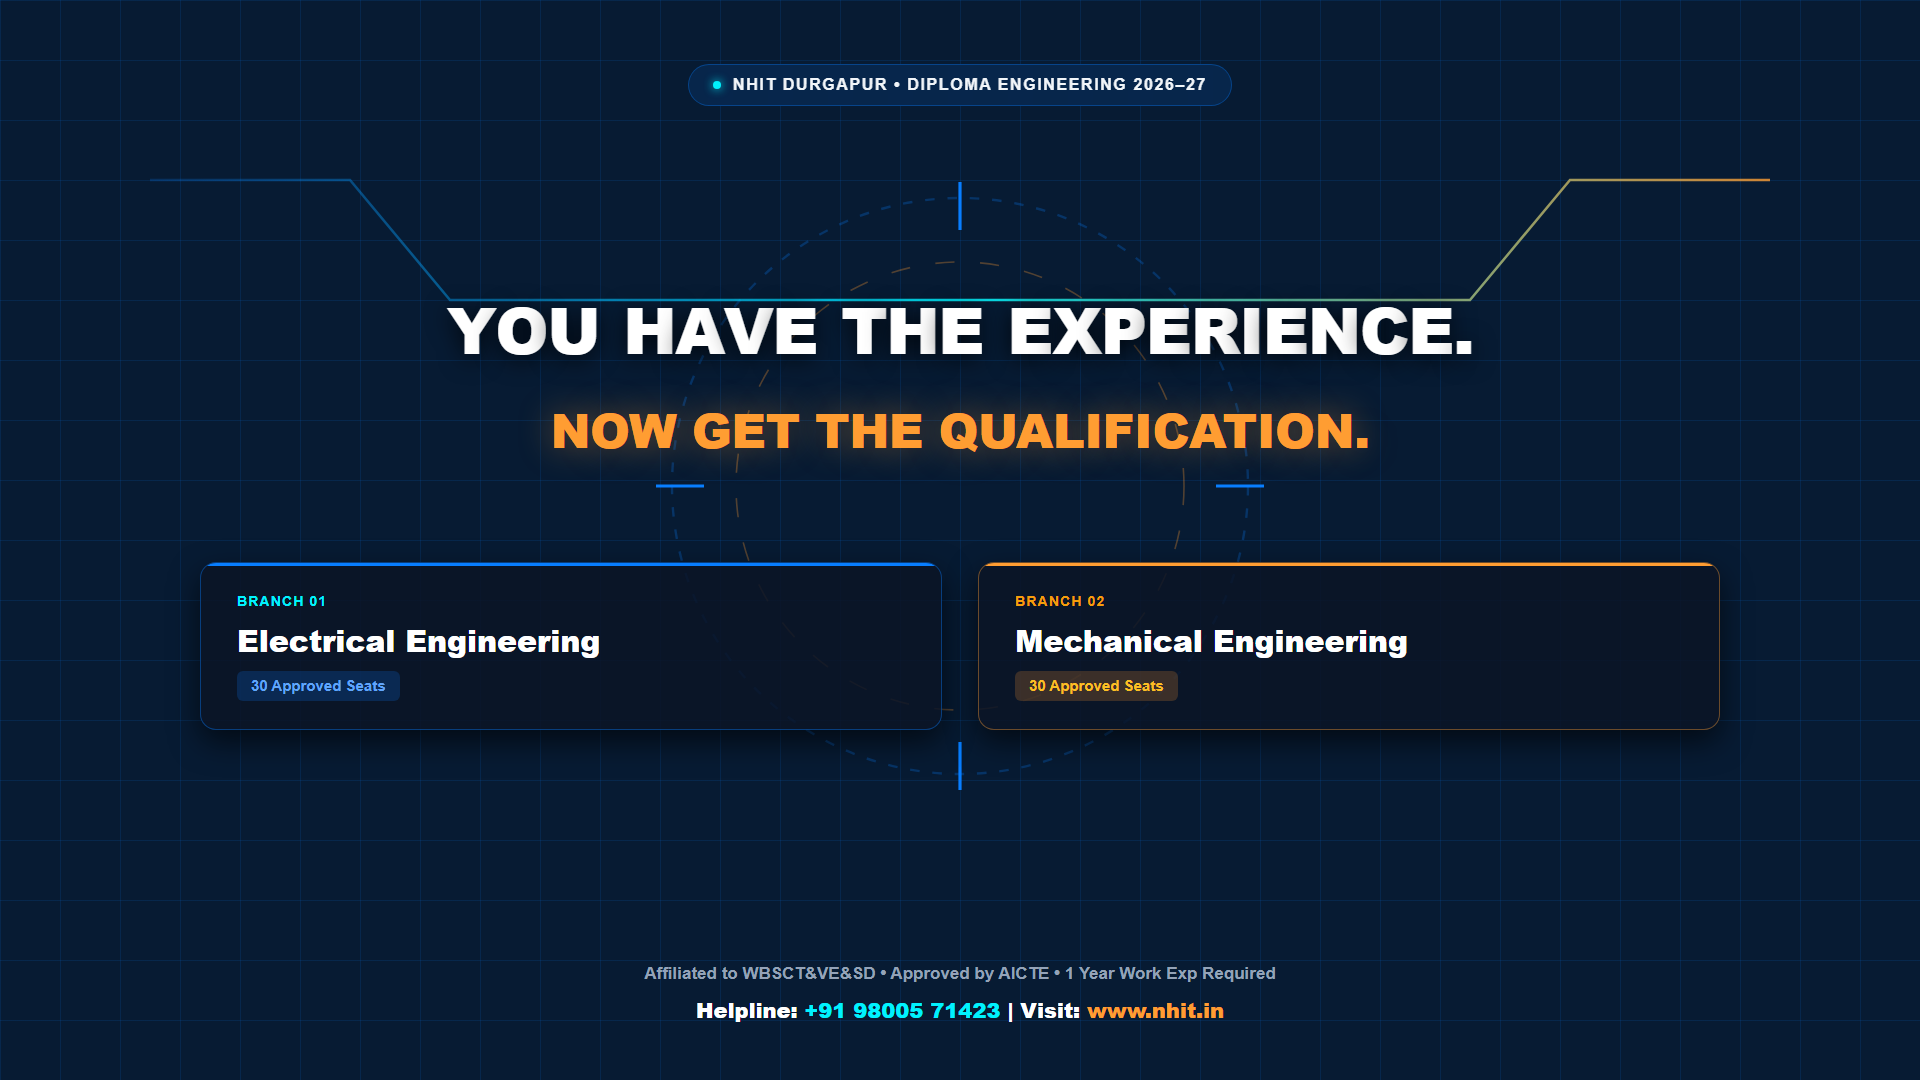 NHIT DURGAPUR • DIPLOMA ENGINEERING 2026–27
YOU HAVE THE EXPERIENCE.
NOW GET THE QUALIFICATION.
BRANCH 01
Electrical Engineering
30 Approved Seats
BRANCH 02
Mechanical Engineering
30 Approved Seats
Affiliated to WBSCT&VE&SD • Approved by AICTE • 1 Year Work Exp Required
Helpline: +91 98005 71423 | Visit: www.nhit.in